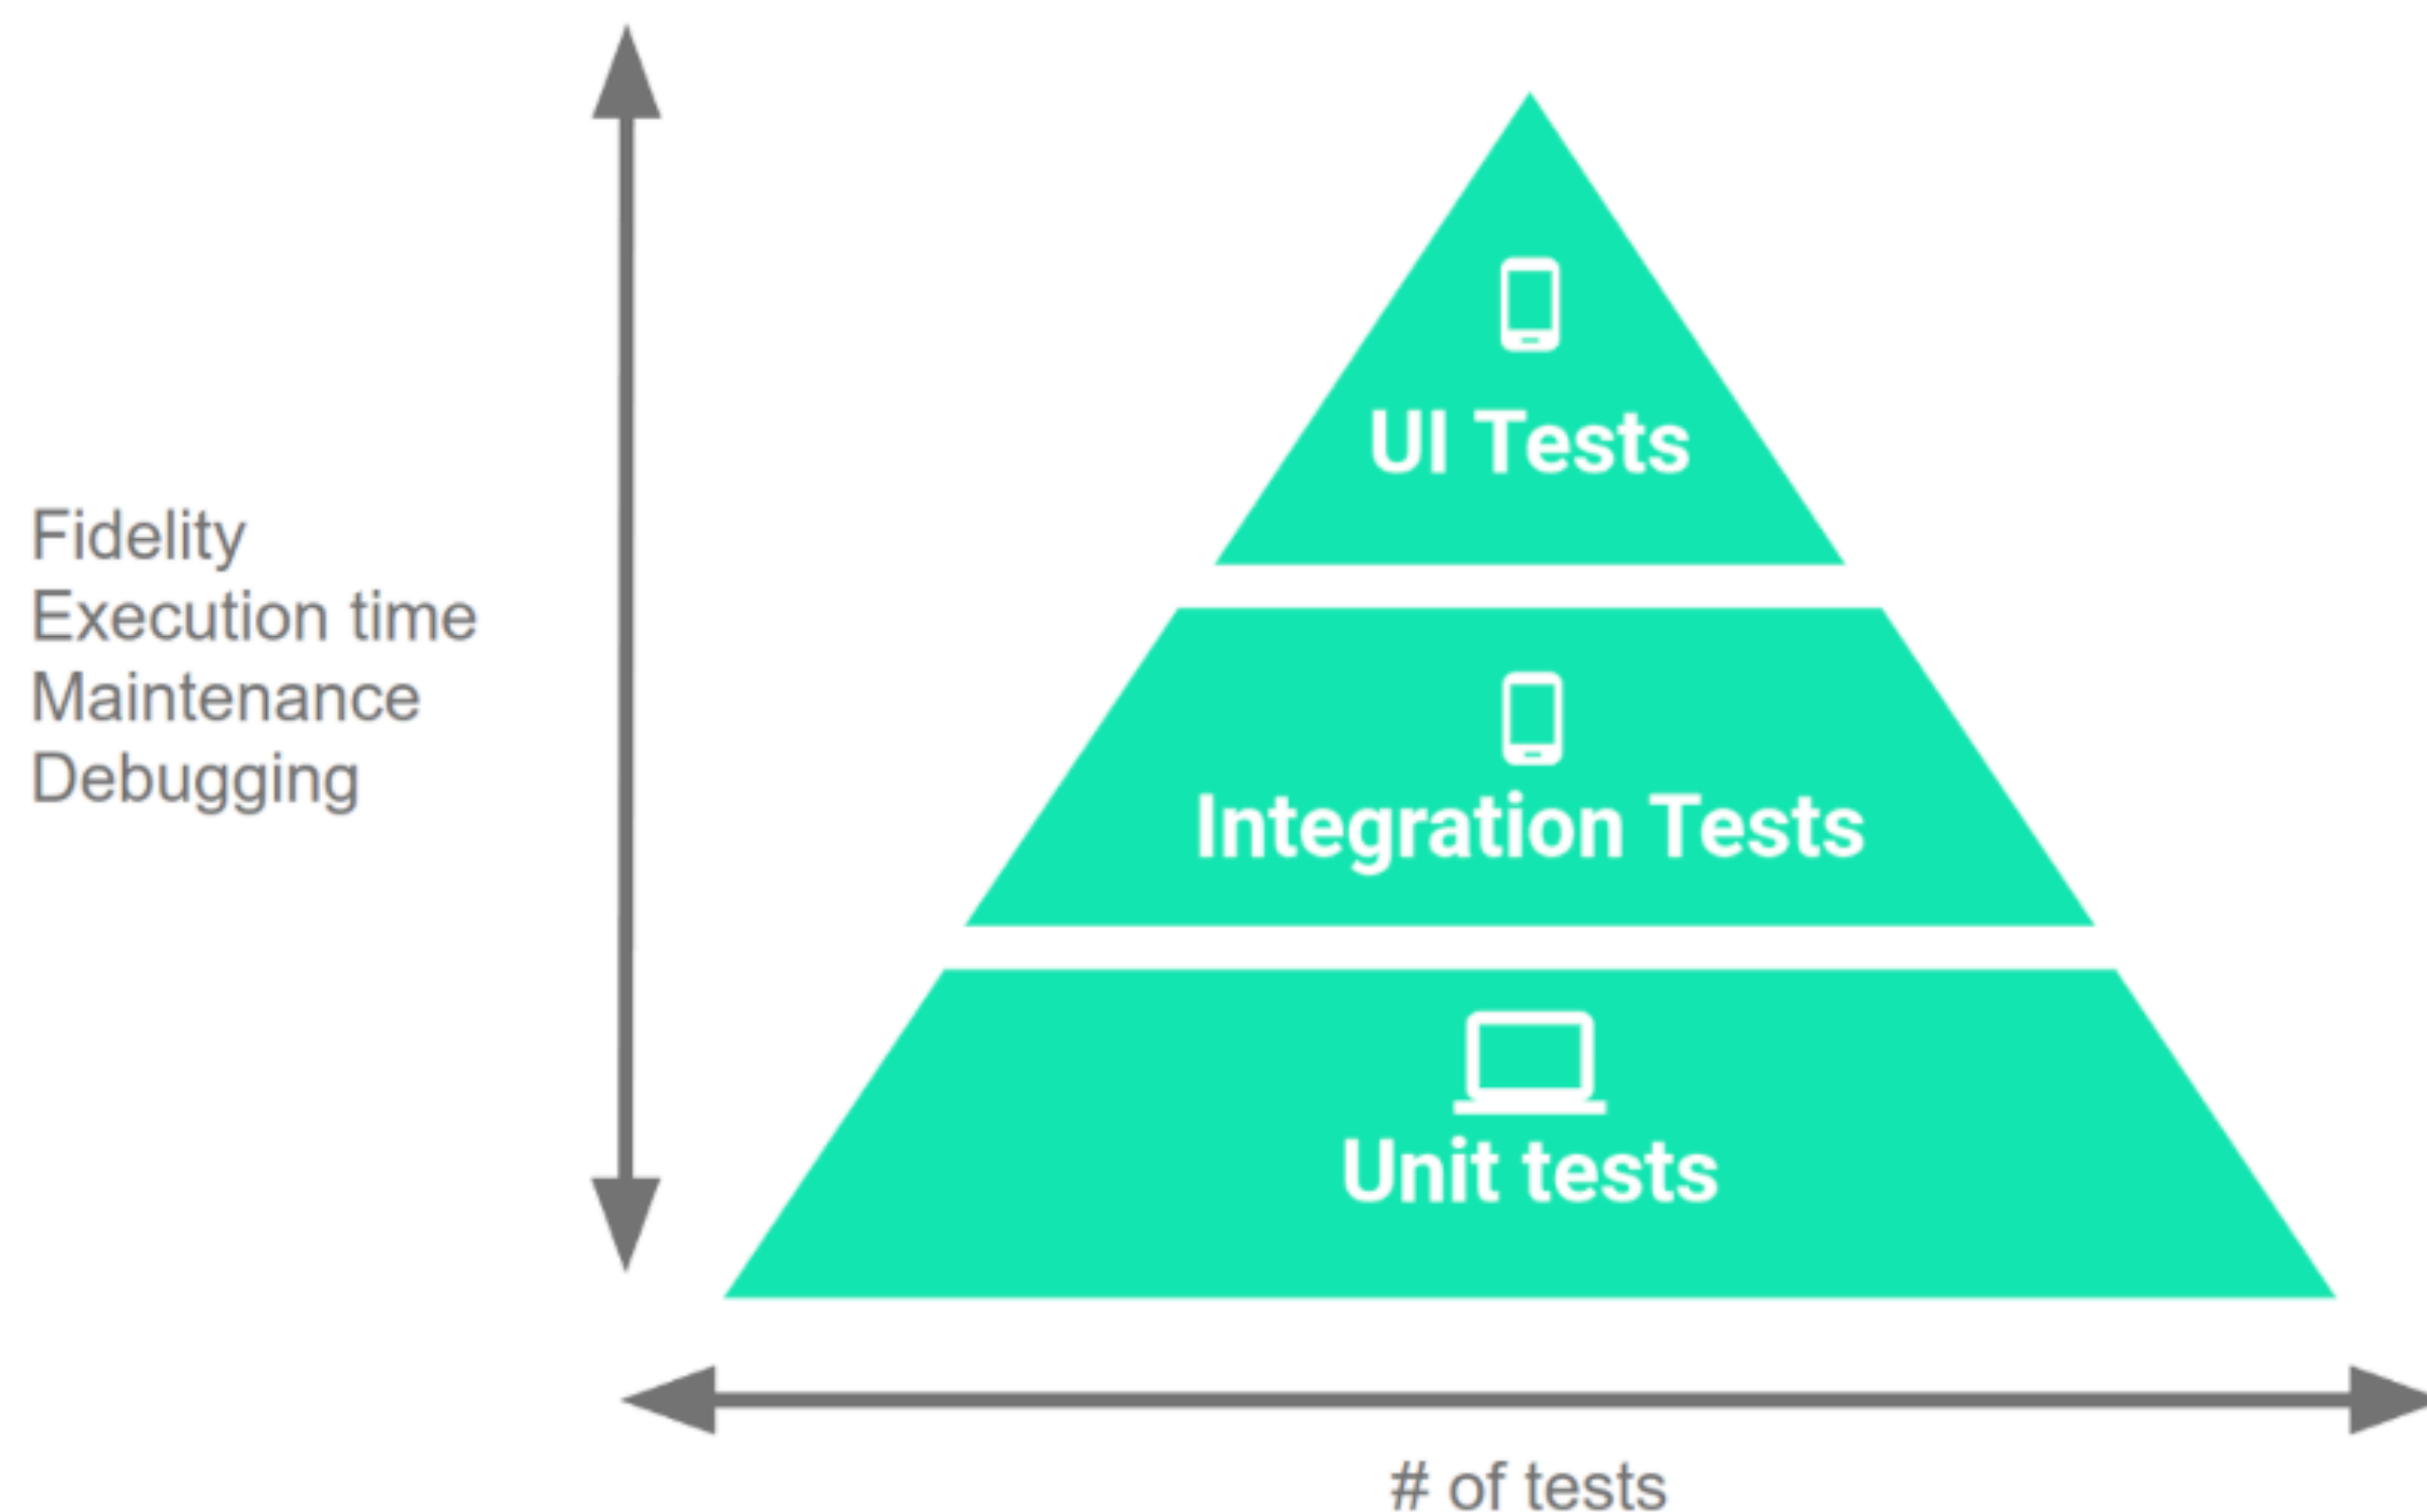 UI Tests
Fidelity
Execution time
Maintenance
Debugging
Integration Tests
Unit tests
# of tests